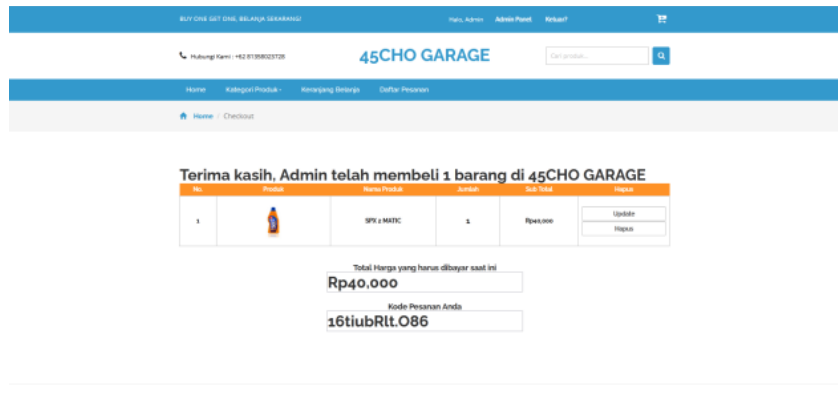 BUY ONE GET ONE, BELANJA SEKARANG!
Halo, Admin Admin Panel Keluar?
Hubungi Kami : +62 81358023728
45CHO GARAGE
Cari produk...
Home Kategori Produk Keranjang Belanja Daftar Pesanan
Home / Checkout
Terima kasih, Admin telah membeli 1 barang di 45CHO GARAGE
No. Produk Nama Produk Jumlah Sub Total Hapus
1 SPX 2 MATIC 1 Rp40,000 Update
Hapus
Total Harga yang harus dibayar saat ini
Rp40,000
Kode Pesanan Anda
16tiubRlt.O86